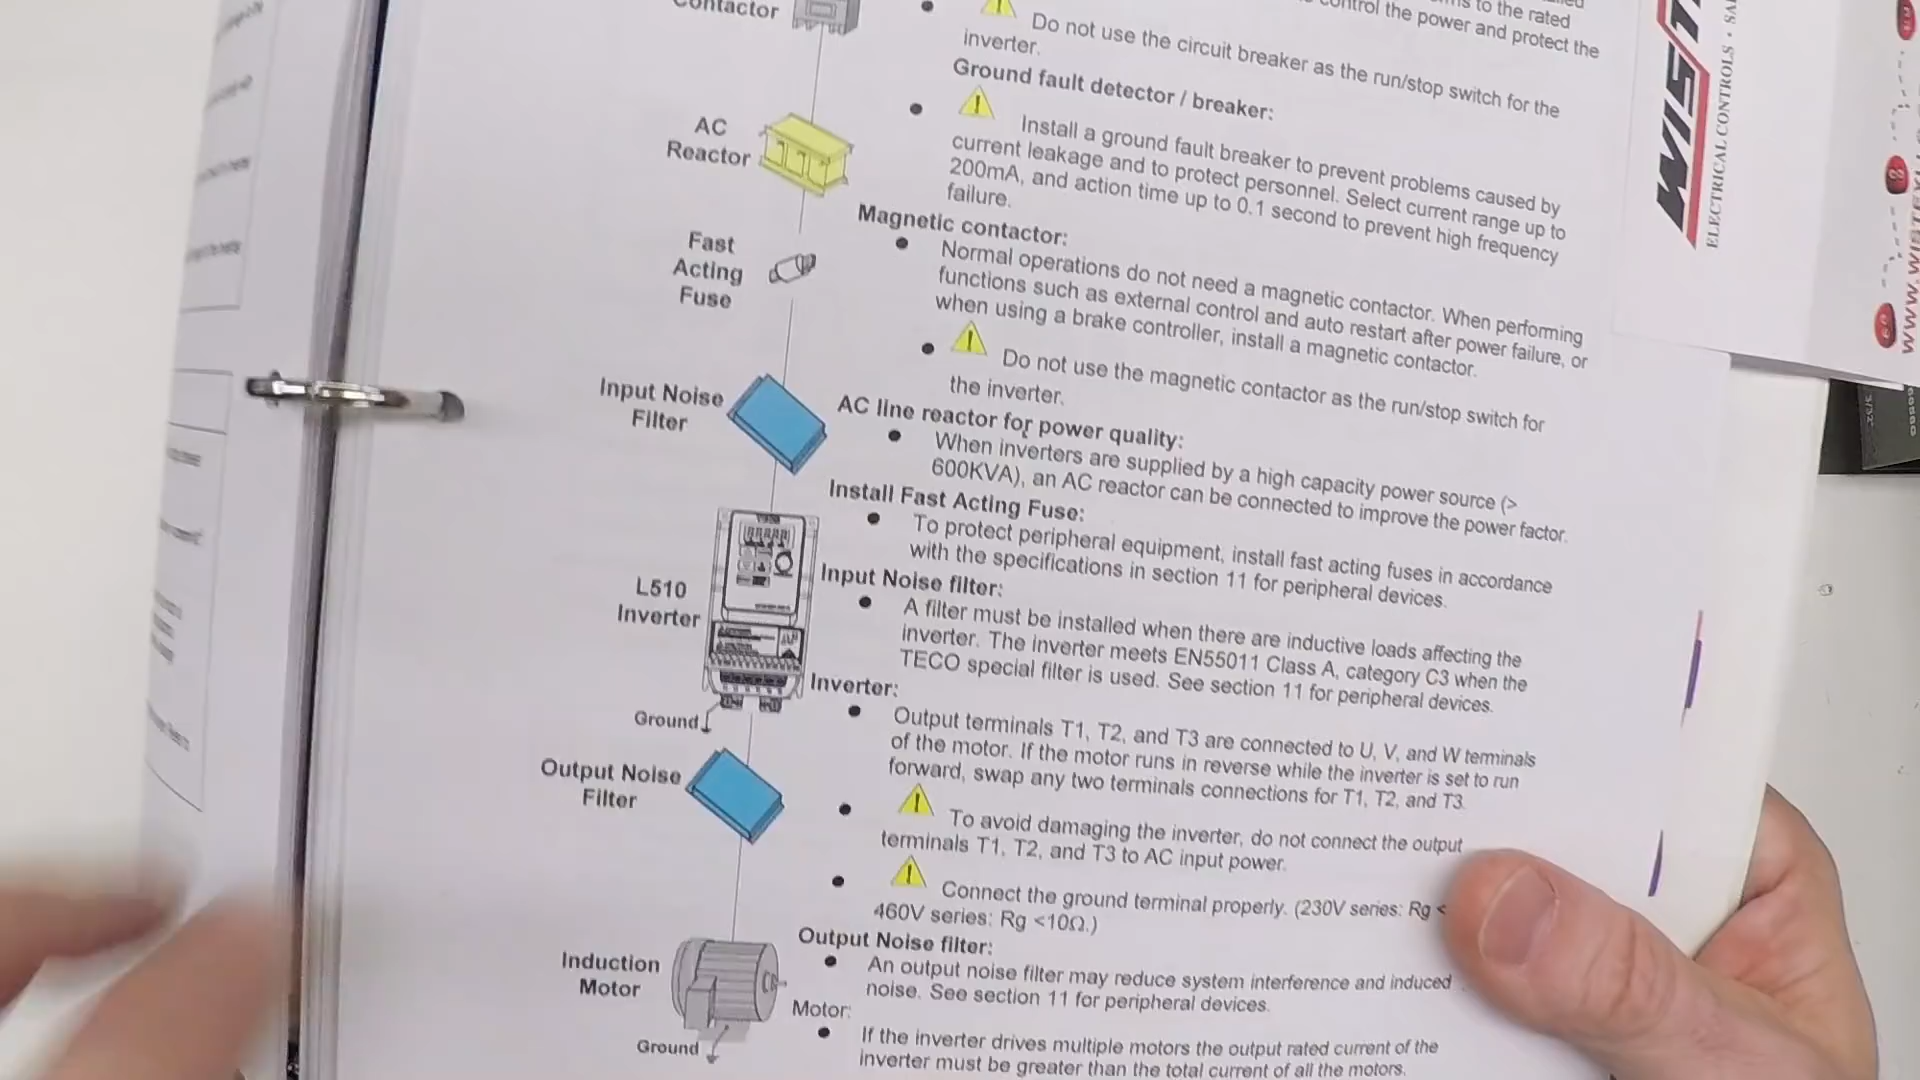 Contactor
s to the rated
control the power and protect the
inverter.
Do not use the circuit breaker as the run/stop switch for the
Ground fault detector / breaker:
Install a ground fault breaker to prevent problems caused by
current leakage and to protect personnel. Select current range up to
200mA, and action time up to 0.1 second to prevent high frequency
failure.
AC
Reactor
Magnetic contactor:
Normal operations do not need a magnetic contactor. When performing
functions such as external control and auto restart after power failure, or
when using a brake controller, install a magnetic contactor.
Do not use the magnetic contactor as the run/stop switch for
the inverter.
Fast
Acting
Fuse
AC line reactor for power quality:
When inverters are supplied by a high capacity power source (>
600KVA), an AC reactor can be connected to improve the power factor.
Input Noise
Filter
Install Fast Acting Fuse:
To protect peripheral equipment, install fast acting fuses in accordance
with the specifications in section 11 for peripheral devices.
Input Noise filter:
A filter must be installed when there are inductive loads affecting the
inverter. The inverter meets EN55011 Class A, category C3 when the
TECO special filter is used. See section 11 for peripheral devices.
L510
Inverter
Ground
Inverter:
Output terminals T1, T2, and T3 are connected to U, V, and W terminals
of the motor. If the motor runs in reverse while the inverter is set to run
forward, swap any two terminals connections for T1, T2, and T3.
To avoid damaging the inverter, do not connect the output
terminals T1, T2, and T3 to AC input power.
Connect the ground terminal properly. (230V series: Rg <
460V series: Rg <10Ω.)
Output Noise
Filter
Output Noise filter:
An output noise filter may reduce system interference and induced
noise. See section 11 for peripheral devices.
Induction
Motor
Ground
Motor:
If the inverter drives multiple motors the output rated current of the
inverter must be greater than the total current of all the motors.
ELECTRICAL CONTROLS